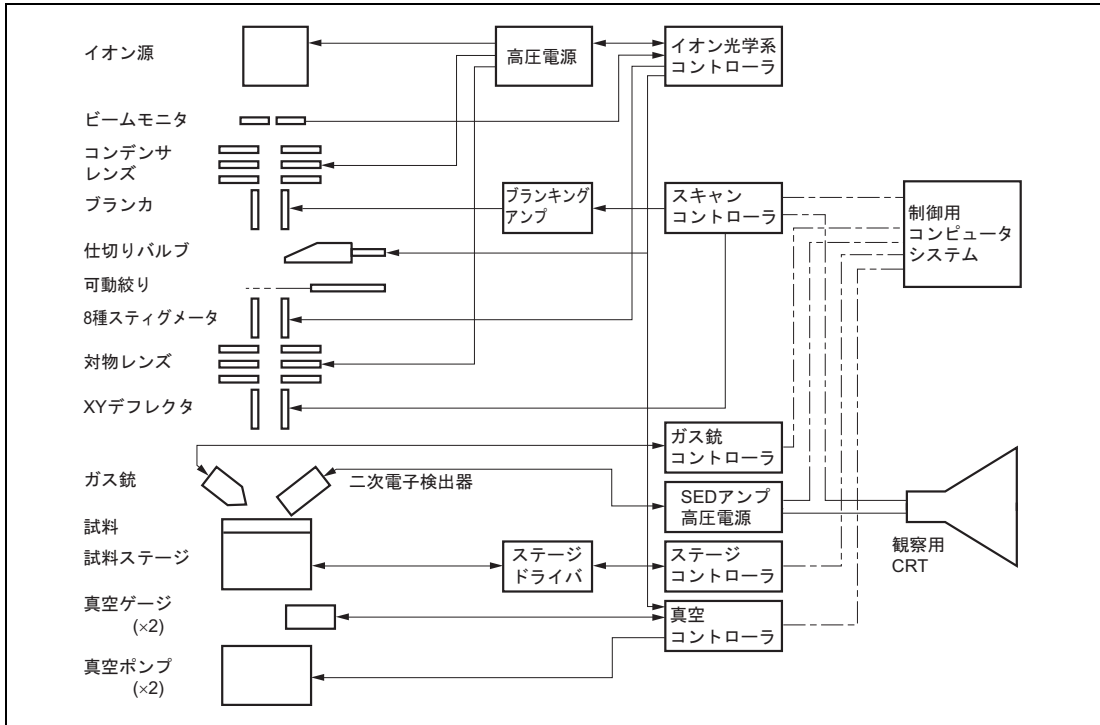 イオン源
高圧電源
イオン光学系
コントローラ
ビームモニタ
コンデンサ
レンズ
ブランカ
ブランキング
アンプ
スキャン
コントローラ
制御用
コンピュータ
システム
仕切りバルブ
可動絞り
8種スティグメータ
対物レンズ
XYデフレクタ
ガス銃
コントローラ
ガス銃
二次電子検出器
SEDアンプ
高圧電源
試料
試料ステージ
ステージ
ドライバ
ステージ
コントローラ
観察用
CRT
真空ゲージ
(×2)
真空
コントローラ
真空ポンプ
(×2)